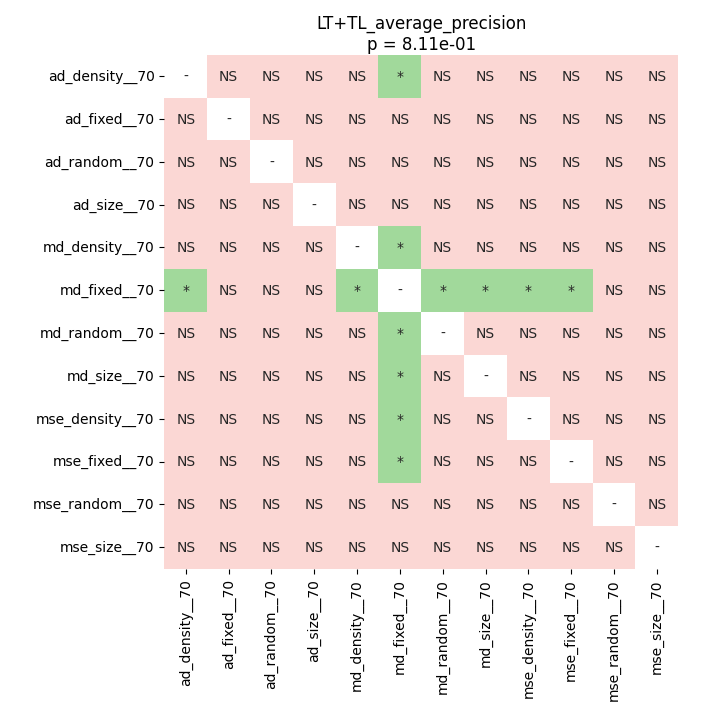 LT+TL_average_precision
p = 8.11e-01
ad_density__70 - NS NS NS NS * NS NS NS NS NS NS
ad_fixed__70 NS - NS NS NS NS NS NS NS NS NS NS
ad_random__70 NS NS - NS NS NS NS NS NS NS NS NS
ad_size__70 NS NS NS - NS NS NS NS NS NS NS NS
md_density__70 NS NS NS NS - * NS NS NS NS NS NS
md_fixed__70 * NS NS NS * - * * * * NS NS
md_random__70 NS NS NS NS NS * - NS NS NS NS NS
md_size__70 NS NS NS NS NS * NS - NS NS NS NS
mse_density__70 NS NS NS NS NS * NS NS - NS NS NS
mse_fixed__70 NS NS NS NS NS * NS NS NS - NS NS
mse_random__70 NS NS NS NS NS NS NS NS NS NS - NS
mse_size__70 NS NS NS NS NS NS NS NS NS NS NS -
ad_density__70
ad_fixed__70
ad_random__70
ad_size__70
md_density__70
md_fixed__70
md_random__70
md_size__70
mse_density__70
mse_fixed__70
mse_random__70
mse_size__70